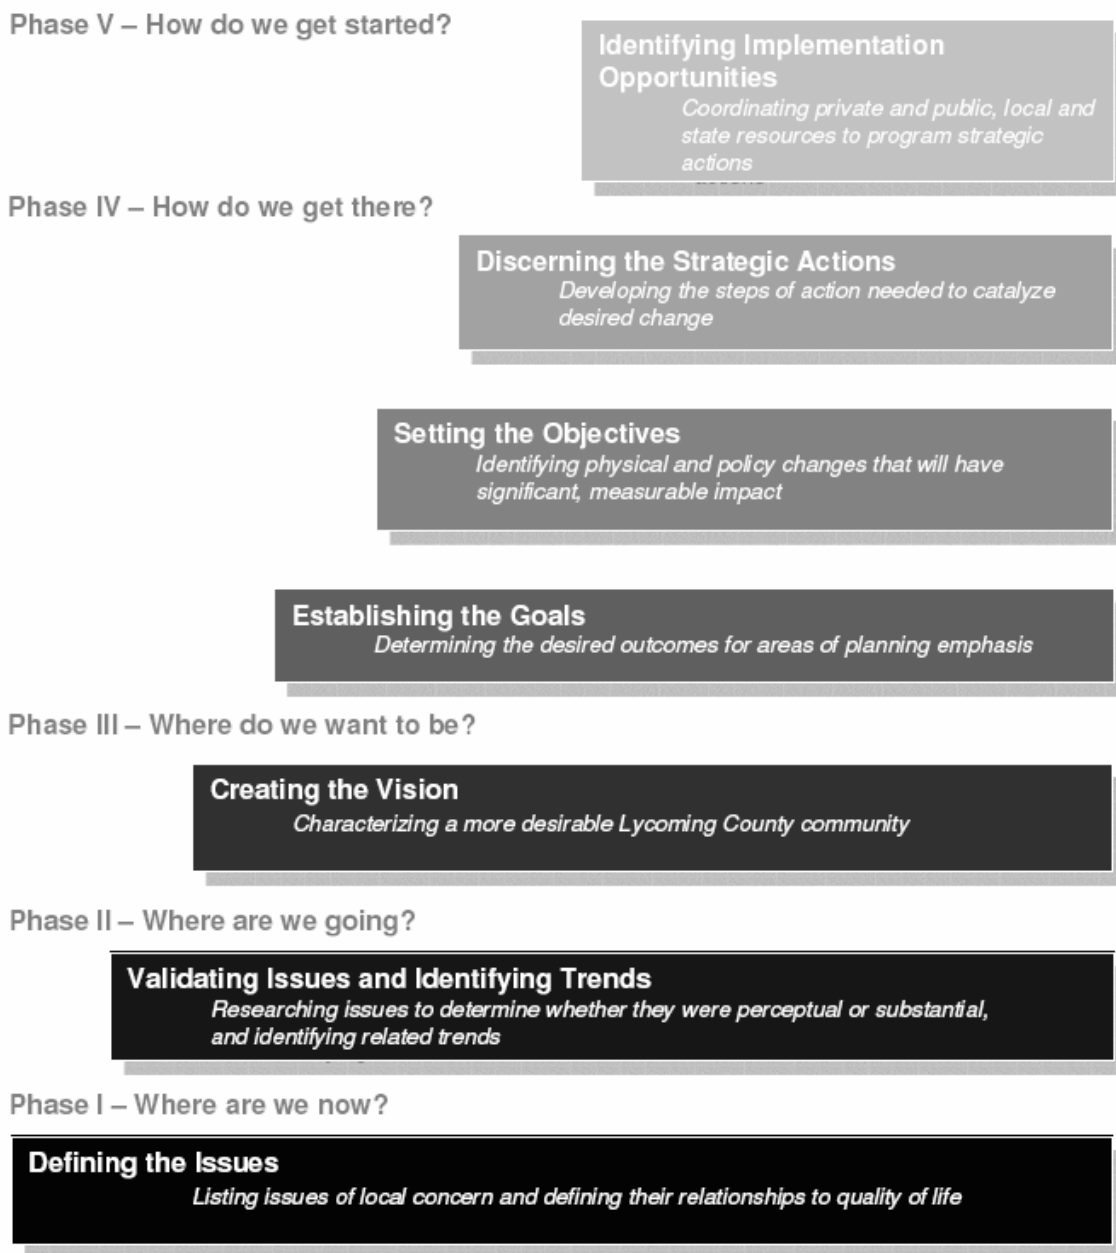 Phase V – How do we get started?
Identifying Implementation
Opportunities
Coordinating private and public, local and
state resources to program strategic
actions
Phase IV – How do we get there?
Discerning the Strategic Actions
Developing the steps of action needed to catalyze
desired change
Setting the Objectives
Identifying physical and policy changes that will have
significant, measurable impact
Establishing the Goals
Determining the desired outcomes for areas of planning emphasis
Phase III – Where do we want to be?
Creating the Vision
Characterizing a more desirable Lycoming County community
Phase II – Where are we going?
Validating Issues and Identifying Trends
Researching issues to determine whether they were perceptual or substantial,
and identifying related trends
Phase I – Where are we now?
Defining the Issues
Listing issues of local concern and defining their relationships to quality of life